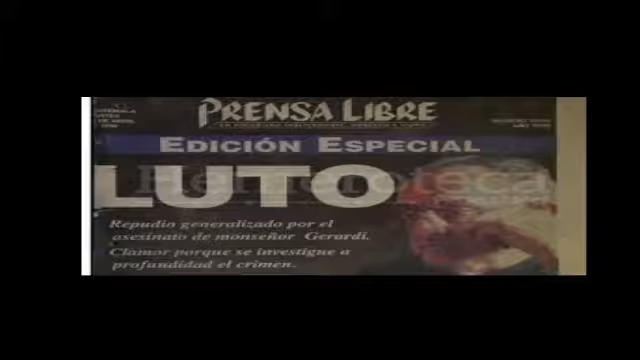 PRENSA LIBRE
EDICIÓN ESPECIAL
LUTO
Hemeroteca
Repudio generalizado por el
asesinato de monseñor Gerardi.
Clamor porque se investigue a
profundidad el crimen.